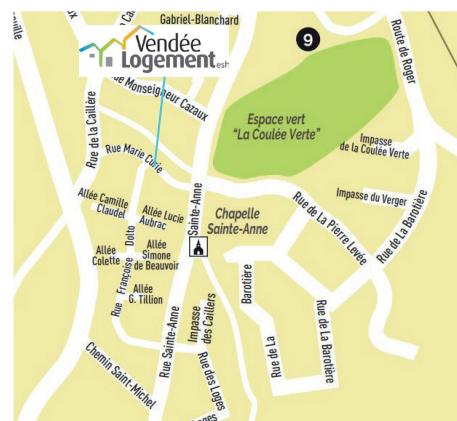 Gabriel-Blanchard
Vendée
Logement esh
9
Route de Roger
Rue Monseigneur Cazaux
Rue de la Caillère
Espace vert
"La Coulée Verte"
Impasse
de la Coulée Verte
Rue Marie Curie
Impasse du Verger
Allée Camille
Claudel
Allée Lucie
Aubrac
Sainte-Anne
Chapelle
Sainte-Anne
Rue de la Pierre Levée
Rue de La Barotière
Allée
Colette
Allée
Simone
de Beauvoir
Rue Françoise Dolto
Allée
G. Tillion
Rue de La Barotière
Rue de La Barotière
Impasse
des Caillers
Rue Sainte-Anne
Chemin Saint-Michel
Rue des Loges